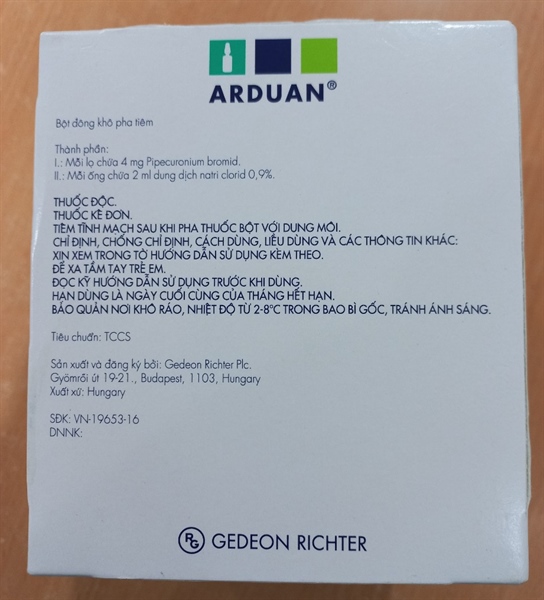 ARDUAN®
Bột đông khô pha tiêm
Thành phần:
I.: Mỗi lọ chứa 4 mg Pipecuronium bromid.
II.: Mỗi ống chứa 2 ml dung dịch natri clorid 0,9%.
THUỐC ĐỘC.
THUỐC KÊ ĐƠN.
TIÊM TĨNH MẠCH SAU KHI PHA THUỐC BỘT VỚI DUNG MÔI.
CHỈ ĐỊNH, CHỐNG CHỈ ĐỊNH, CÁCH DÙNG, LIỀU DÙNG VÀ CÁC THÔNG TIN KHÁC:
XIN XEM TRONG TỜ HƯỚNG DẪN SỬ DỤNG KÈM THEO.
ĐỂ XA TẦM TAY TRẺ EM.
ĐỌC KỸ HƯỚNG DẪN SỬ DỤNG TRƯỚC KHI DÙNG.
HẠN DÙNG LÀ NGÀY CUỐI CÙNG CỦA THÁNG HẾT HẠN.
BẢO QUẢN NƠI KHÔ RÁO, NHIỆT ĐỘ TỪ 2-8°C TRONG BAO BÌ GỐC, TRÁNH ÁNH SÁNG.
Tiêu chuẩn: TCCS
Sản xuất và đăng ký bởi: Gedeon Richter Plc.
Gyömrői út 19-21., Budapest, 1103, Hungary
Xuất xứ: Hungary
SĐK: VN-19653-16
DNNK:
RG GEDEON RICHTER